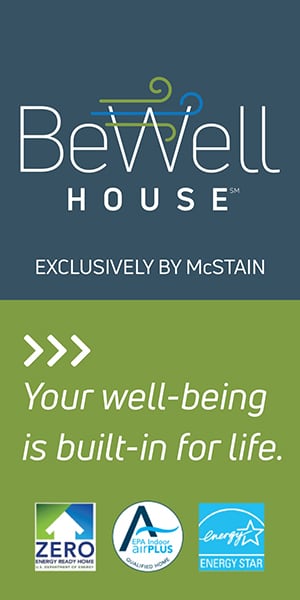 BeWell
HOUSE℠
EXCLUSIVELY BY McSTAIN
>>>
Your well-being
is built-in for life.
ZERO
ENERGY READY HOME
U.S. DEPARTMENT OF ENERGY
EPA Indoor
airPLUS
QUALIFIED HOME
energy
ENERGY STAR